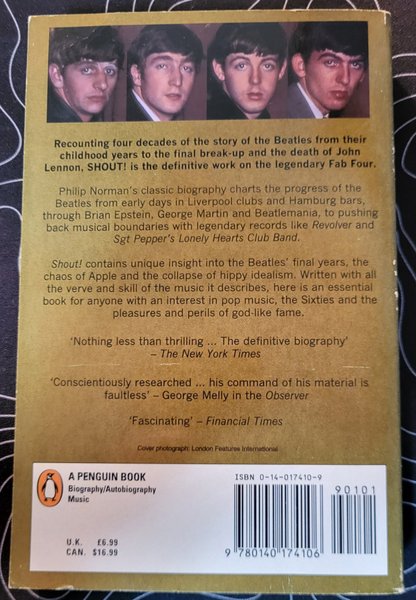 Recounting four decades of the story of the Beatles from their
childhood years to the final break-up and the death of John
Lennon, SHOUT! is the definitive work on the legendary Fab Four.
Philip Norman's classic biography charts the progress of the
Beatles from early days in Liverpool clubs and Hamburg bars,
through Brian Epstein, George Martin and Beatlemania, to pushing
back musical boundaries with legendary records like Revolver and
Sgt Pepper's Lonely Hearts Club Band.
Shout! contains unique insight into the Beatles' final years, the
chaos of Apple and the collapse of hippy idealism. Written with all
the verve and skill of the music it describes, here is an essential
book for anyone with an interest in pop music, the Sixties and the
pleasures and perils of god-like fame.
'Nothing less than thrilling ... The definitive biography'
– The New York Times
'Conscientiously researched ... his command of his material is
faultless' – George Melly in the Observer
'Fascinating' – Financial Times
Cover photograph: London Features International
A PENGUIN BOOK
Biography/Autobiography
Music
U.K. £6.99
CAN. $16.99
ISBN 0-14-017410-9
90101
9 780140 174106